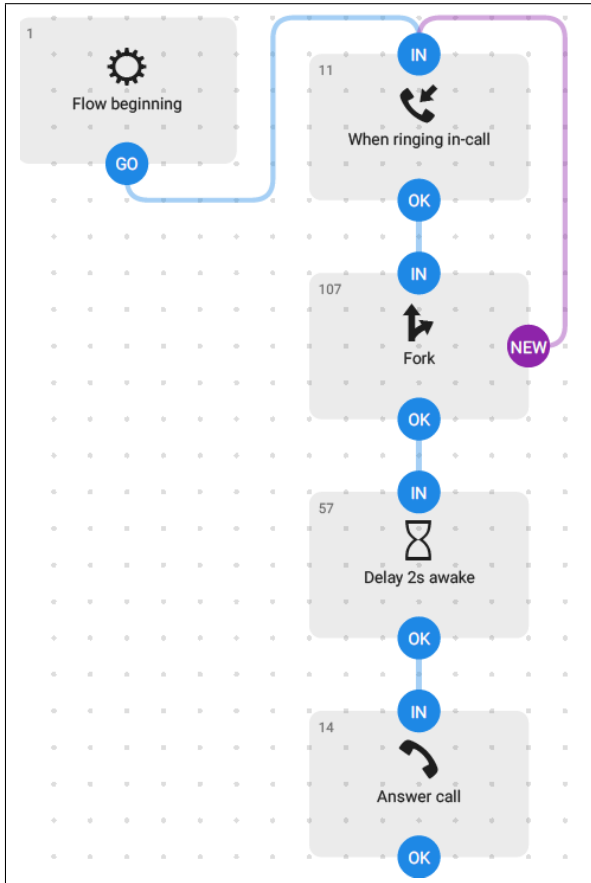 1
Flow beginning
GO
IN
11
When ringing in-call
OK
IN
107
Fork
NEW
OK
IN
57
Delay 2s awake
OK
IN
14
Answer call
OK